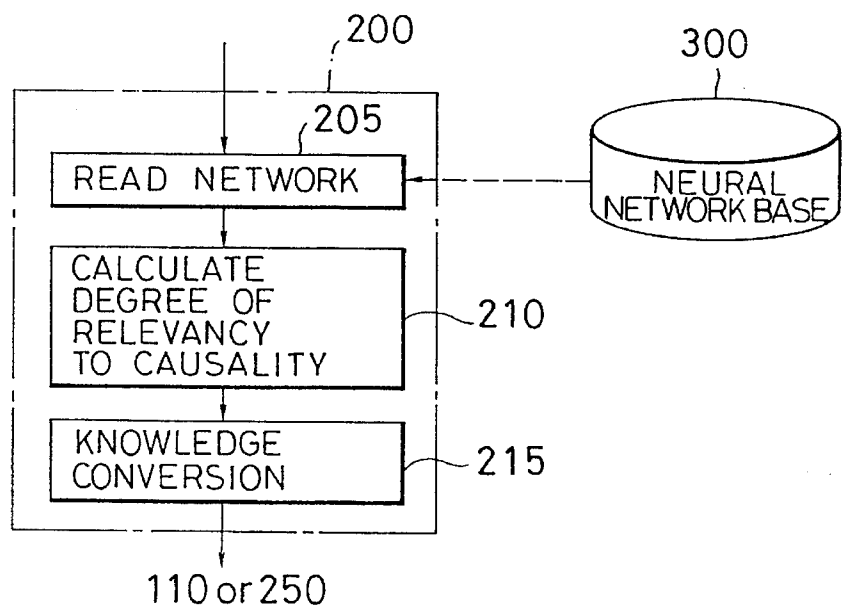 200
300
205
READ NETWORK
NEURAL
NETWORK BASE
CALCULATE
DEGREE OF
RELEVANCY
TO CAUSALITY
210
KNOWLEDGE
CONVERSION
215
110 or 250